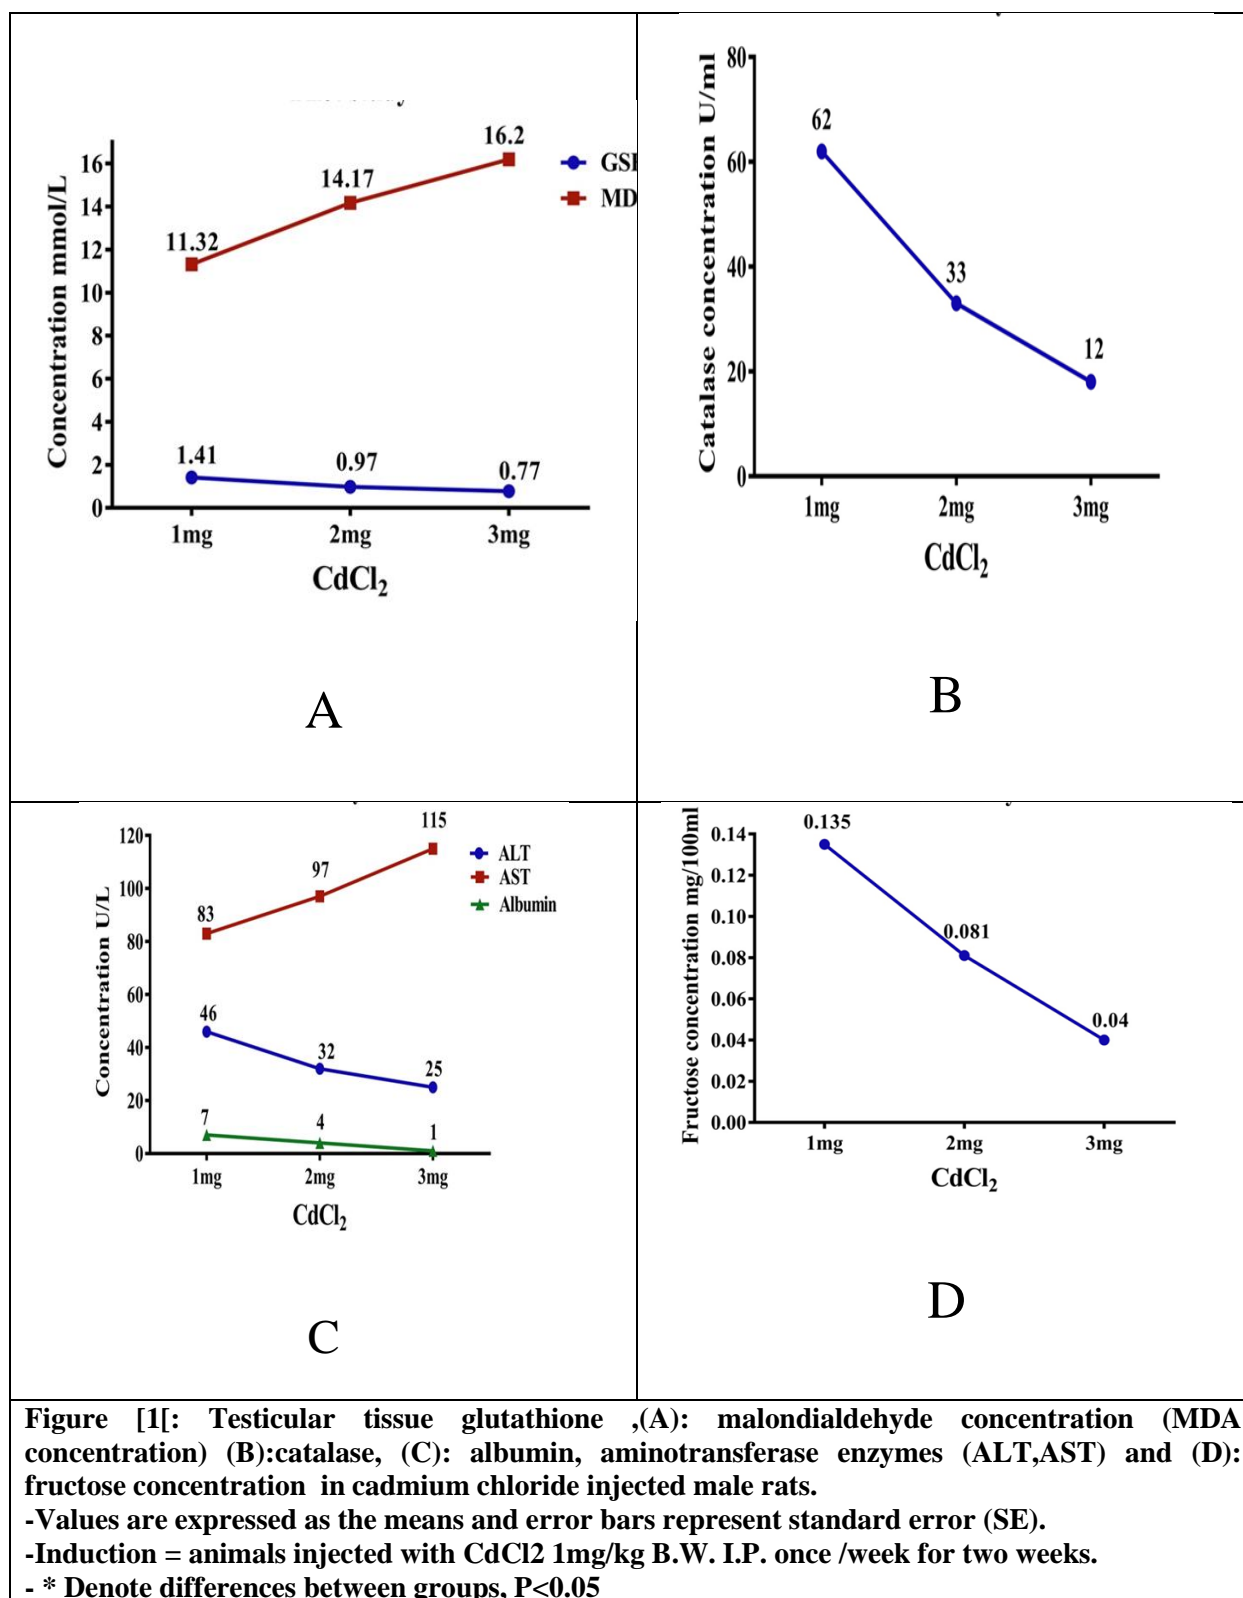 16.2
16
GS
MD
14.17
14
11.32
12
10
8
6
4
2
0
1.41
0.97
0.77
Concentration mmol/L
1mg 2mg 3mg
CdCl2
A
80
62
60
40
33
20
12
0
Catalase concentration U/ml
1mg 2mg 3mg
CdCl2
B
120
115
100
97
83
80
60
46
40
32
25
20
7
4
1
0
ALT
AST
Albumin
Concentration U/L
1mg 2mg 3mg
CdCl2
C
0.14
0.135
0.12
0.10
0.081
0.08
0.06
0.04
0.04
0.02
0.00
Fructose concentration mg/100ml
1mg 2mg 3mg
CdCl2
D
Figure [1[: Testicular tissue glutathione ,(A): malondialdehyde concentration (MDA
concentration) (B):catalase, (C): albumin, aminotransferase enzymes (ALT,AST) and (D):
fructose concentration in cadmium chloride injected male rats.
-Values are expressed as the means and error bars represent standard error (SE).
-Induction = animals injected with CdCl2 1mg/kg B.W. I.P. once /week for two weeks.
- * Denote differences between groups, P<0.05